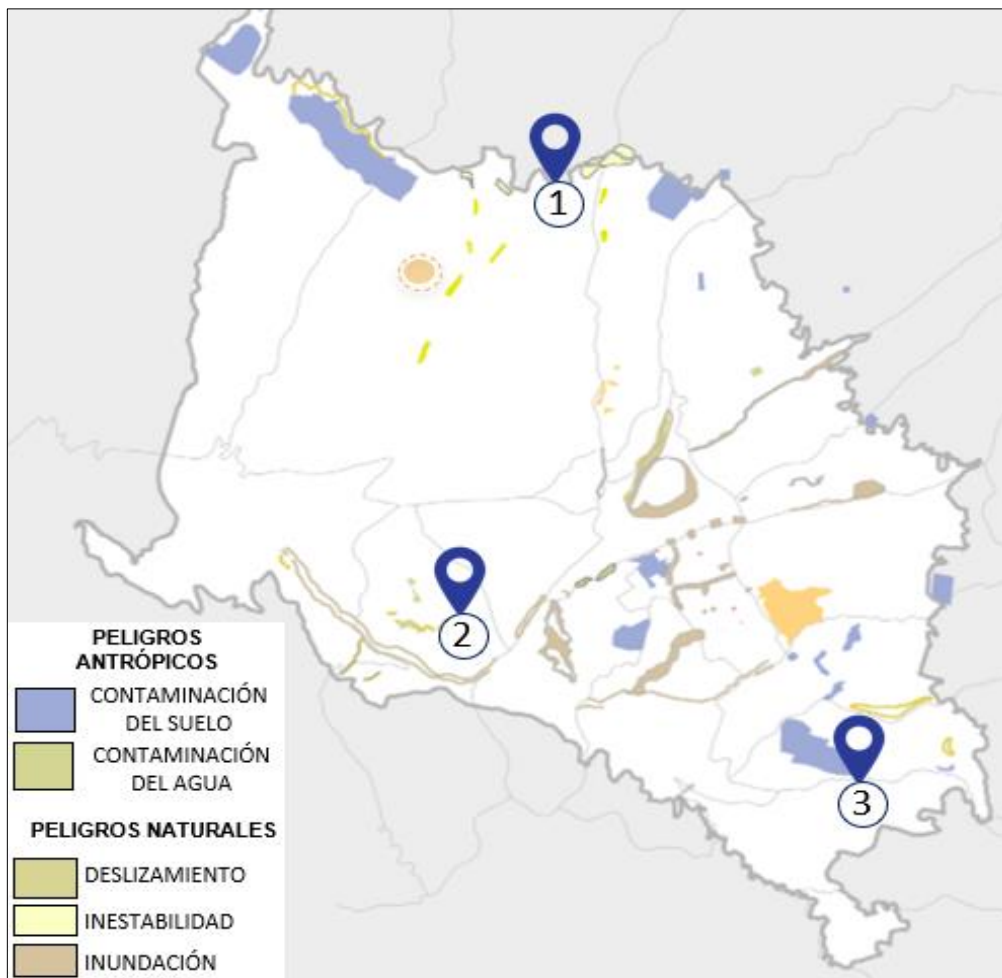 1
2
3
PELIGROS
ANTRÓPICOS
CONTAMINACIÓN
DEL SUELO
CONTAMINACIÓN
DEL AGUA
PELIGROS NATURALES
DESLIZAMIENTO
INESTABILIDAD
INUNDACIÓN